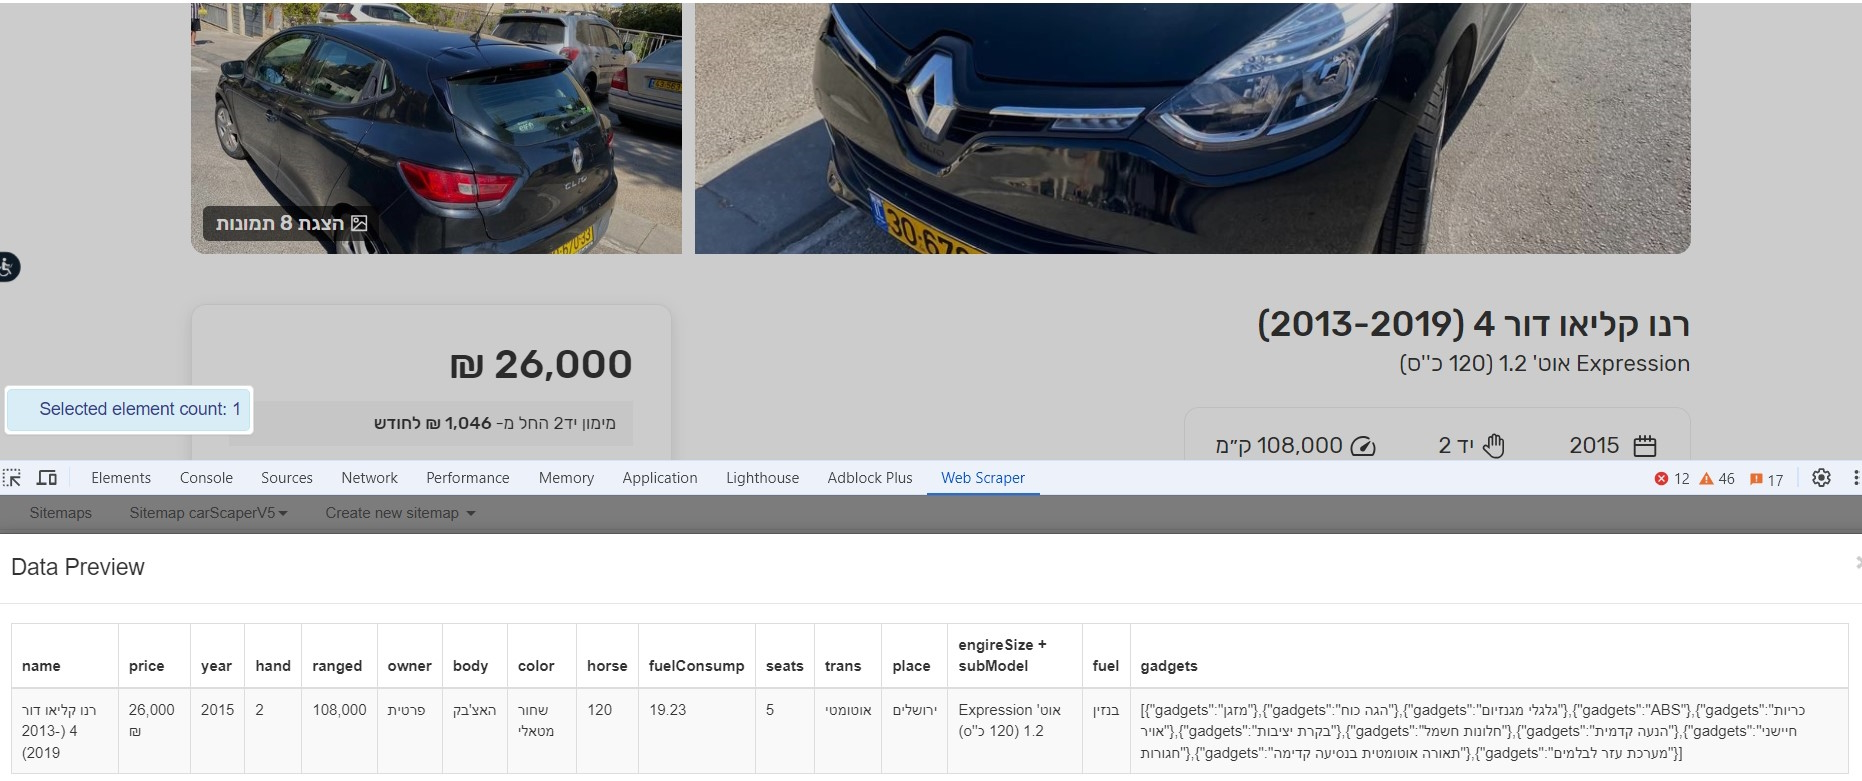 CLIO
הצגת 8 תמונות
30-678
רנו קליאו דור 4 (2013-2019)
Expression אוט' 1.2 (120 כ''ס)
26,000 ₪
מימון יד2 החל מ- 1,046 ₪ לחודש
2015
יד 2
108,000 ק״מ
Selected element count: 1
Elements Console Sources Network Performance Memory Application Lighthouse Adblock Plus Web Scraper 12 46 17
Sitemaps Sitemap carScaperV5 Create new sitemap
Data Preview
name price year hand ranged owner body color horse fuelConsump seats trans place engireSize + subModel fuel gadgets
רנו קליאו דור 4 (2013-2019) 26,000 ₪ 2015 2 108,000 פרטית האצ'בק שחור מטאלי 120 19.23 5 אוטומטי ירושלים Expression אוט' 1.2 (120 כ''ס) בנזין
[{"gadgets":"מזגן"},{"gadgets":"הגה כוח"},{"gadgets":"גלגלי מגנזיום"},{"gadgets":"ABS"},{"gadgets":"כריות
אויר"},{"gadgets":"בקרת יציבות"},{"gadgets":"חלונות חשמל"},{"gadgets":"הנעה קדמית"},{"gadgets":"חיישני
חגורות"},{"gadgets":"תאורה אוטומטית בנסיעה קדימה"},{"gadgets":"מערכת עזר לבלמים"}]